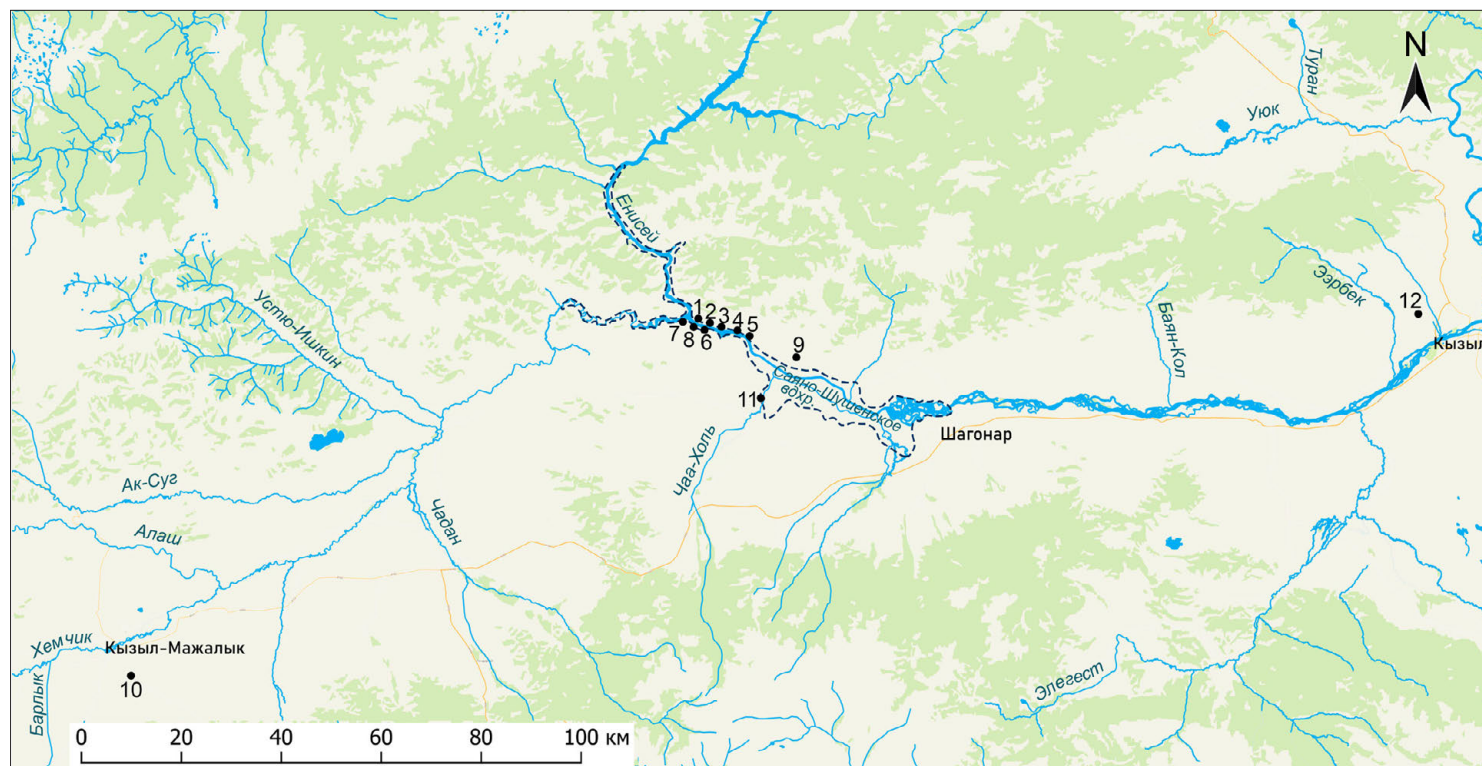 N
Туран
Уюк
Енисей
Ээрбек
12
Кызыл
Баян-Кол
Устю-Ишкин
1 2 3 4 5
7 8 6
9
Саяно-Шушенское
вдхр.
11
Шагонар
Чаа-Холь
Ак-Суг
Алаш
Чадан
Хемчик
Кызыл-Мажалык
10
Барлык
Элегест
0 20 40 60 80 100 км